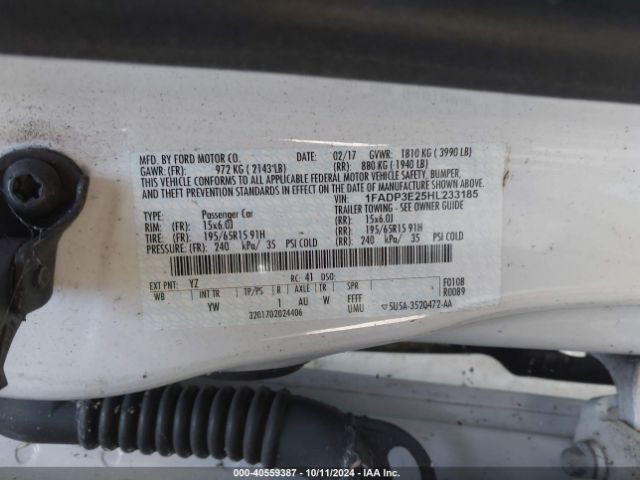 MFD. BY FORD MOTOR CO. DATE: 02/17 GVWR: 1810 KG ( 3990 LB)
GAWR: (FR): 972 KG ( 2143 LB) (RR): 880 KG ( 1940 LB)
THIS VEHICLE CONFORMS TO ALL APPLICABLE FEDERAL MOTOR VEHICLE SAFETY, BUMPER,
AND THEFT PREVENTION STANDARDS IN EFFECT ON THE DATE OF MANUFACTURE SHOWN ABOVE.
VIN: 1FADP3E25HL233185
TYPE: Passenger Car TRAILER TOWING - SEE OWNER GUIDE
RIM: (FR): 15x6.0J (RR): 15x6.0J
TIRE: (FR): 195/65R15 91H (RR): 195/65R15 91H
PRESSURE: (FR): 240 kPa/ 35 PSI COLD (RR): 240 kPa/ 35 PSI COLD
EXT PNT: YZ RC: 41 DSO: F0108
WB INT TR TP/PS R AXLE TR SPR R0089
YW 1 AU W FFFF
3201702024406 UMU 5U5A-3520472-AA
000-40559387 - 10/11/2024 - IAA Inc.